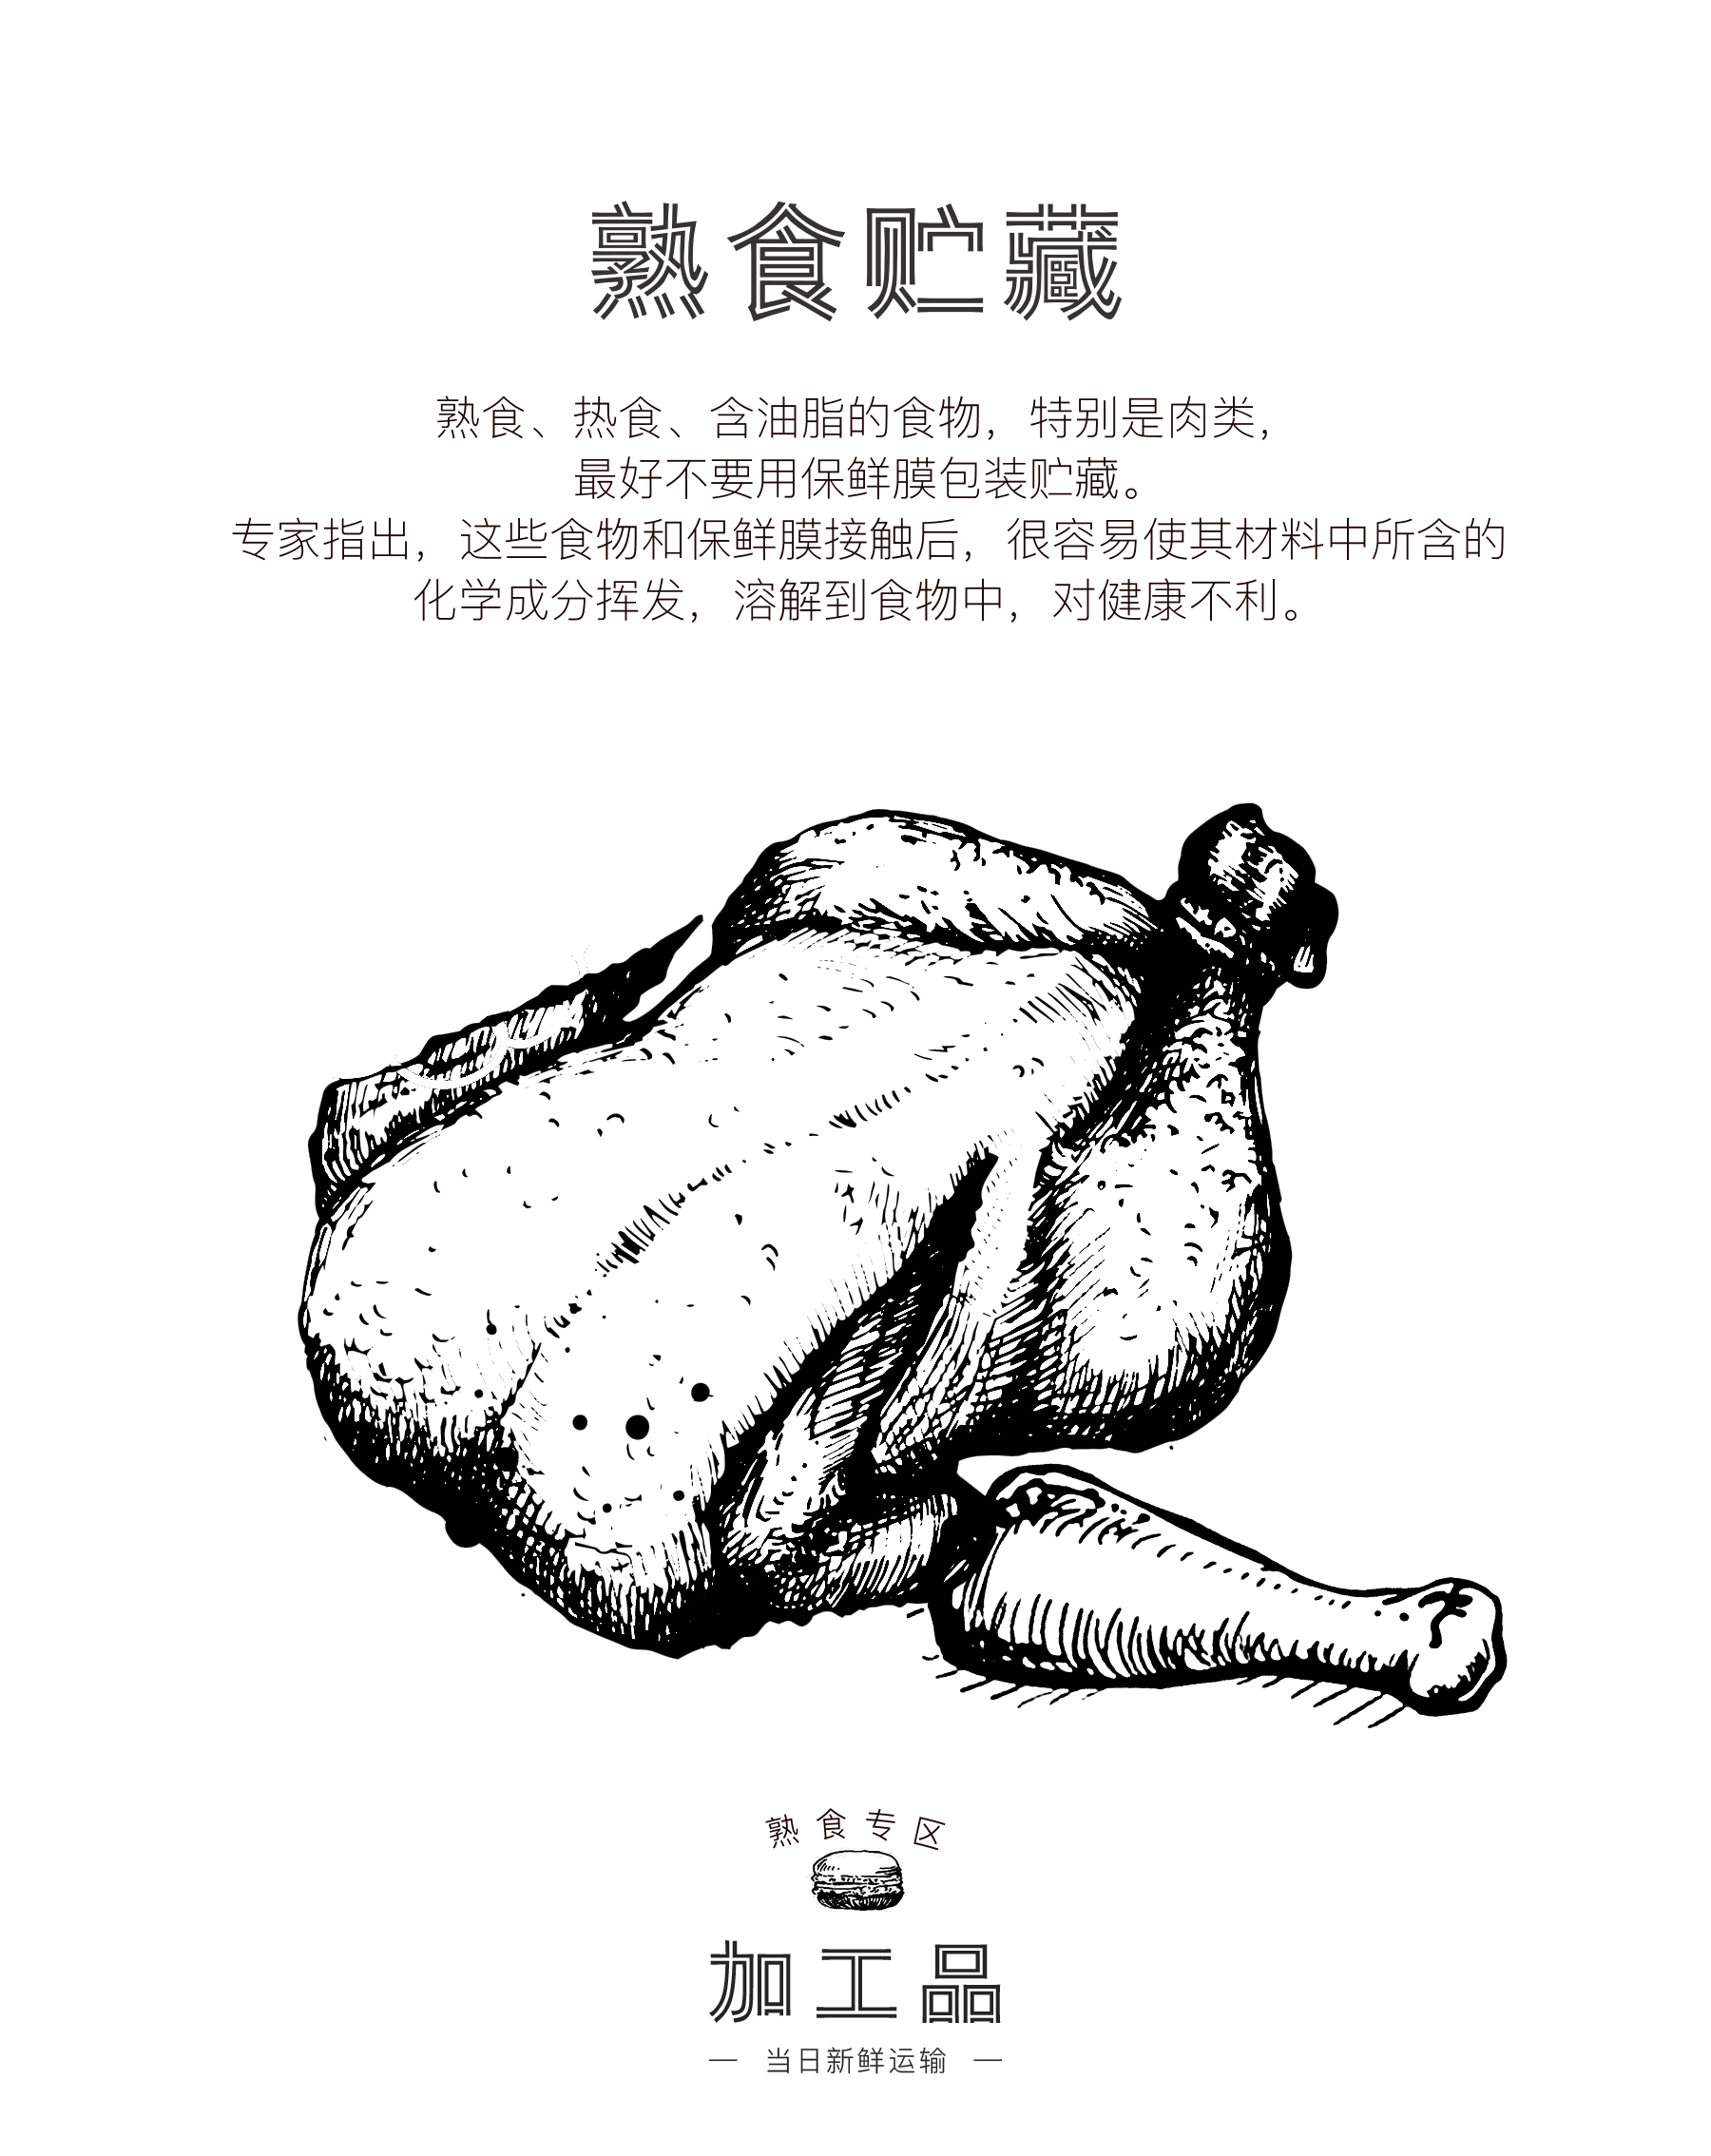 熟食贮藏
熟食、热食、含油脂的食物，特别是肉类，
最好不要用保鲜膜包装贮藏。
专家指出，这些食物和保鲜膜接触后，很容易使其材料中所含的
化学成分挥发，溶解到食物中，对健康不利。
熟食专区
加工品
— 当日新鲜运输 —